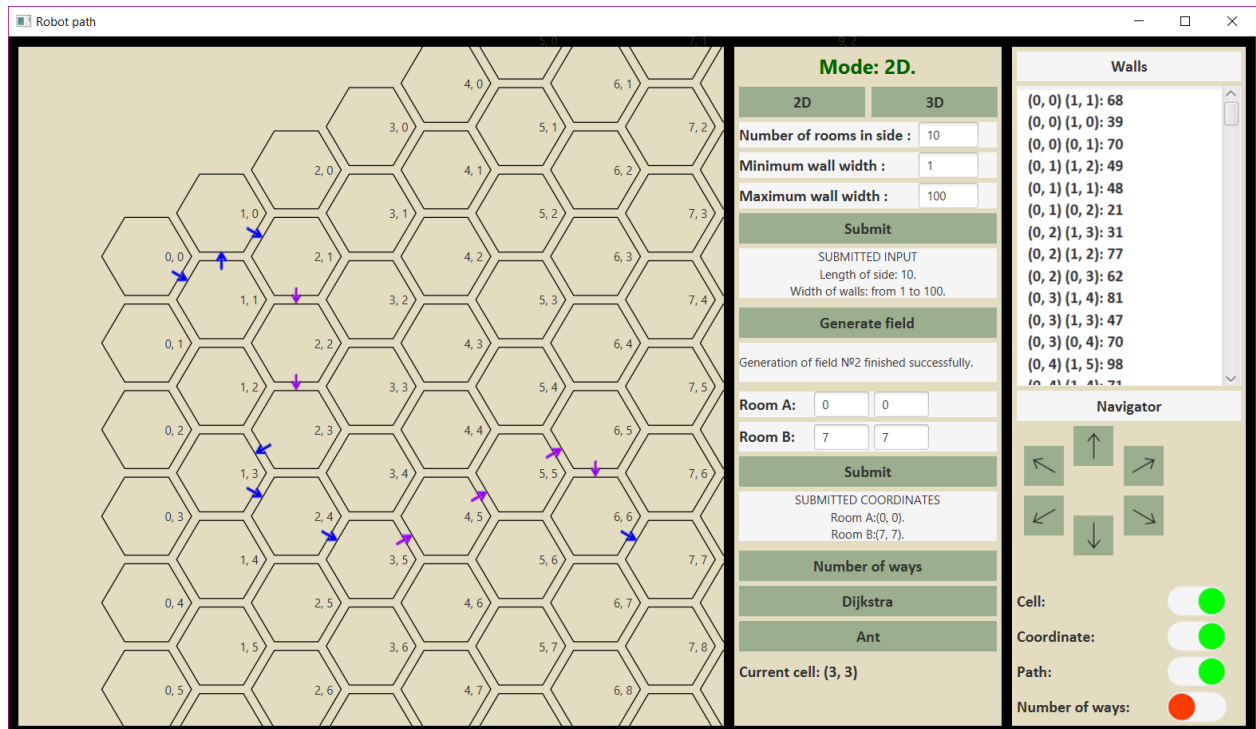 Robot path
5, 0
7, 1
9, 2
4, 0
6, 1
3, 0
5, 1
7, 2
2, 0
4, 1
6, 2
1, 0
3, 1
5, 2
7, 3
0, 0
2, 1
4, 2
6, 3
1, 1
3, 2
5, 3
7, 4
0, 1
2, 2
4, 3
6, 4
1, 2
3, 3
5, 4
7, 5
0, 2
2, 3
4, 4
6, 5
1, 3
3, 4
5, 5
7, 6
0, 3
2, 4
4, 5
6, 6
1, 4
3, 5
5, 6
7, 7
0, 4
2, 5
4, 6
6, 7
1, 5
3, 6
5, 7
7, 8
0, 5
2, 6
4, 7
6, 8
Mode: 2D.
2D
3D
Number of rooms in side : 10
Minimum wall width : 1
Maximum wall width : 100
Submit
SUBMITTED INPUT
Length of side: 10.
Width of walls: from 1 to 100.
Generate field
Generation of field №2 finished successfully.
Room A: 0 0
Room B: 7 7
Submit
SUBMITTED COORDINATES
Room A:(0, 0).
Room B:(7, 7).
Number of ways
Dijkstra
Ant
Current cell: (3, 3)
Walls
(0, 0) (1, 1): 68
(0, 0) (1, 0): 39
(0, 0) (0, 1): 70
(0, 1) (1, 2): 49
(0, 1) (1, 1): 48
(0, 1) (0, 2): 21
(0, 2) (1, 3): 31
(0, 2) (1, 2): 77
(0, 2) (0, 3): 62
(0, 3) (1, 4): 81
(0, 3) (1, 3): 47
(0, 3) (0, 4): 70
(0, 4) (1, 5): 98
(0, 4) (1, 4): 71
Navigator
Cell:
Coordinate:
Path:
Number of ways: